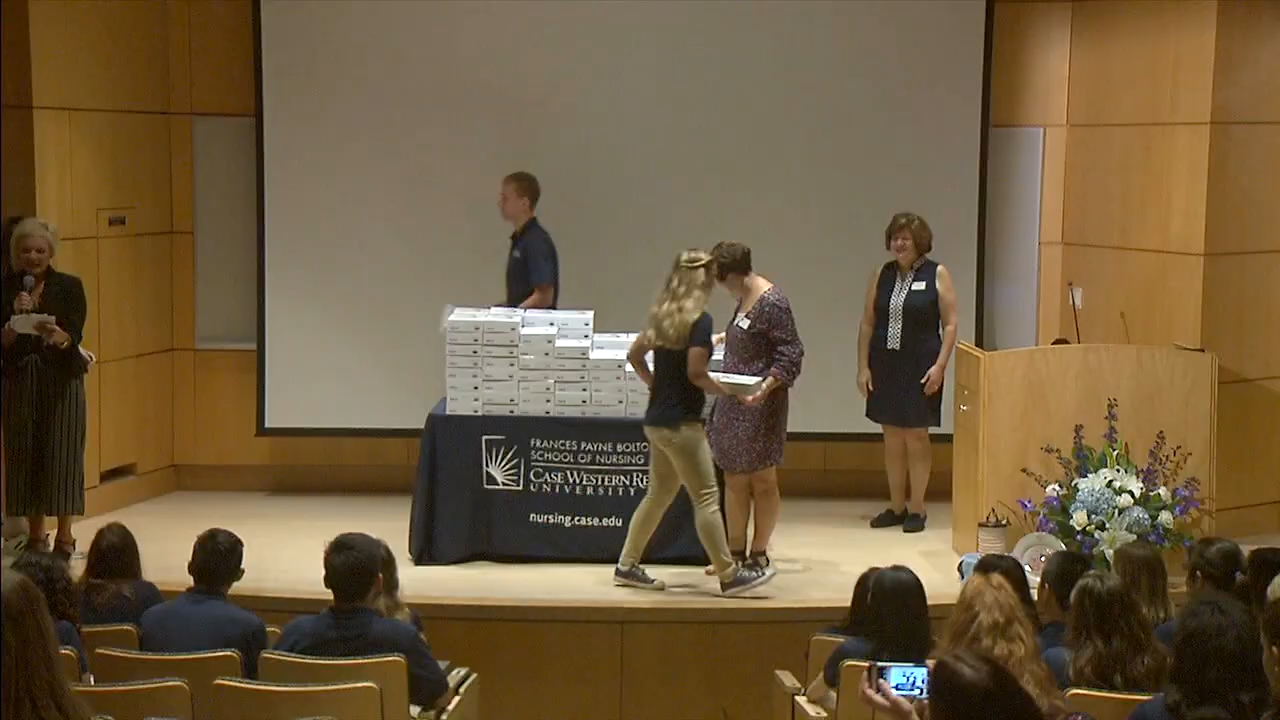 FRANCES PAYNE BOLTO
SCHOOL OF NURSING
CASE WESTERN RE
UNIVERSITY
nursing.case.edu